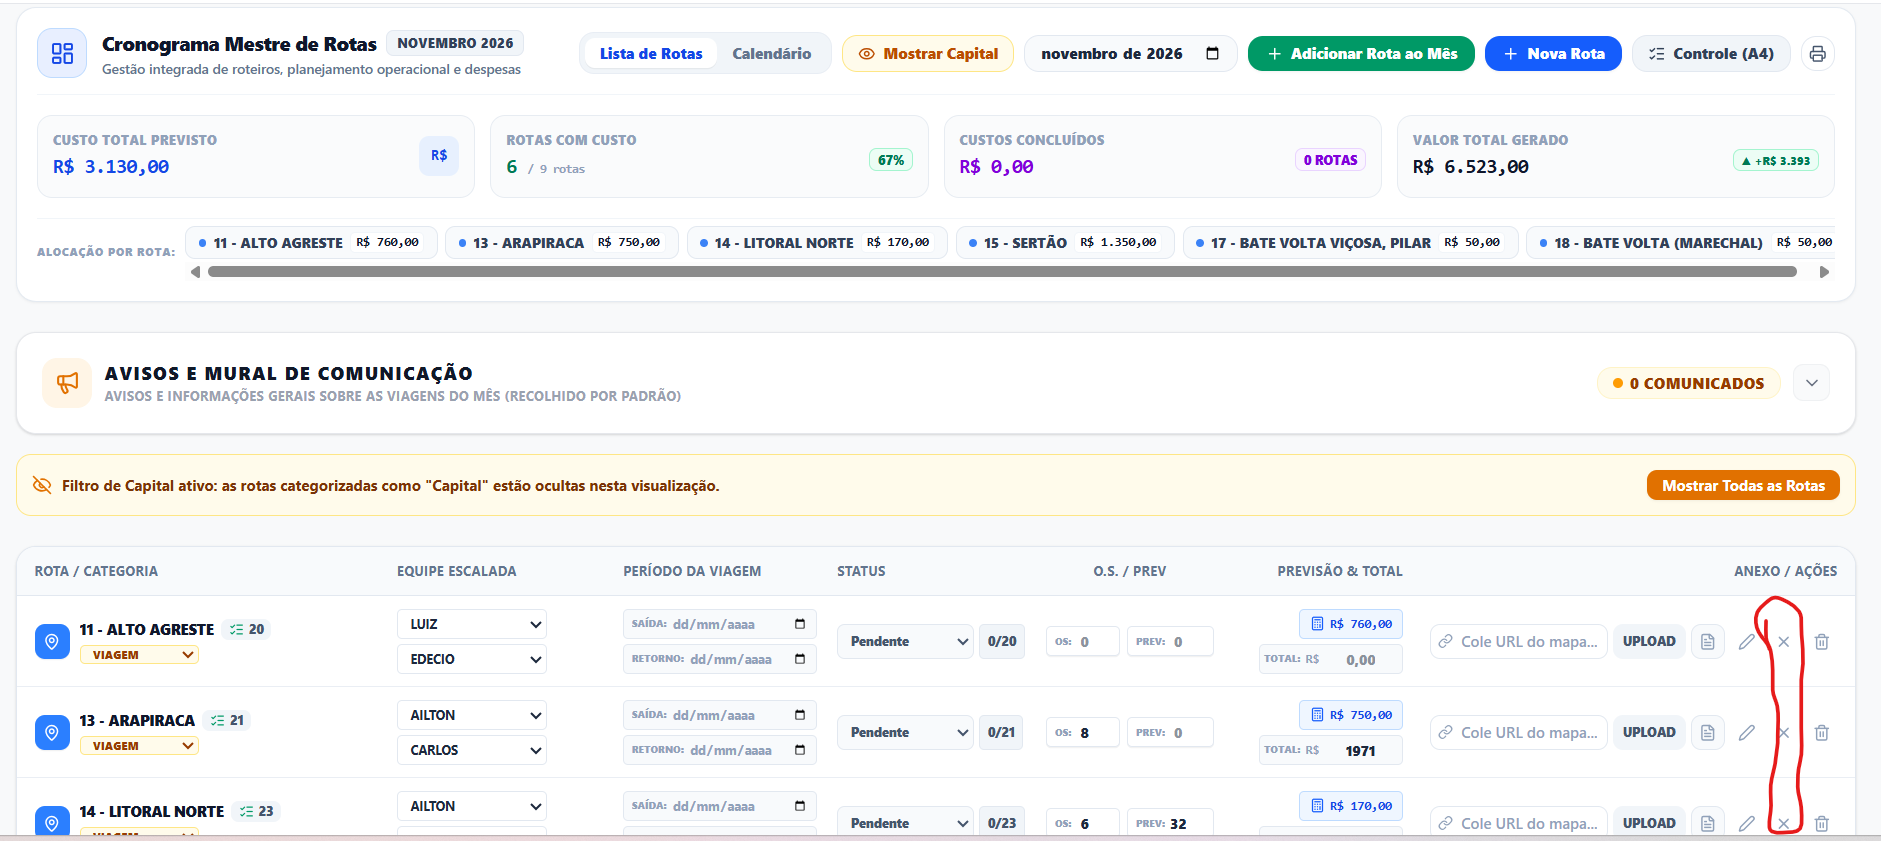 Cronograma Mestre de Rotas NOVEMBRO 2026
Gestão integrada de roteiros, planejamento operacional e despesas
Lista de Rotas Calendário Mostrar Capital novembro de 2026 Adicionar Rota ao Mês Nova Rota Controle (A4)
CUSTO TOTAL PREVISTO
R$ 3.130,00
R$
ROTAS COM CUSTO
6 / 9 rotas
67%
CUSTOS CONCLUÍDOS
R$ 0,00
0 ROTAS
VALOR TOTAL GERADO
R$ 6.523,00
▲ +R$ 3.393
ALOCAÇÃO POR ROTA: 11 - ALTO AGRESTE R$ 760,00 13 - ARAPIRACA R$ 750,00 14 - LITORAL NORTE R$ 170,00 15 - SERTÃO R$ 1.350,00 17 - BATE VOLTA VIÇOSA, PILAR R$ 50,00 18 - BATE VOLTA (MARECHAL) R$ 50,00
AVISOS E MURAL DE COMUNICAÇÃO
AVISOS E INFORMAÇÕES GERAIS SOBRE AS VIAGENS DO MÊS (RECOLHIDO POR PADRÃO)
0 COMUNICADOS
Filtro de Capital ativo: as rotas categorizadas como "Capital" estão ocultas nesta visualização.
Mostrar Todas as Rotas
ROTA / CATEGORIA EQUIPE ESCALADA PERÍODO DA VIAGEM STATUS O.S. / PREV PREVISÃO & TOTAL ANEXO / AÇÕES
11 - ALTO AGRESTE 20
VIAGEM
LUIZ
EDECIO
SAÍDA: dd/mm/aaaa
RETORNO: dd/mm/aaaa
Pendente 0/20
OS: 0 PREV: 0
R$ 760,00
TOTAL: R$ 0,00
Cole URL do mapa... UPLOAD
13 - ARAPIRACA 21
VIAGEM
AILTON
CARLOS
SAÍDA: dd/mm/aaaa
RETORNO: dd/mm/aaaa
Pendente 0/21
OS: 8 PREV: 0
R$ 750,00
TOTAL: R$ 1971
Cole URL do mapa... UPLOAD
14 - LITORAL NORTE 23
VIAGEM
AILTON
SAÍDA: dd/mm/aaaa
Pendente 0/23
OS: 6 PREV: 32
R$ 170,00
Cole URL do mapa... UPLOAD